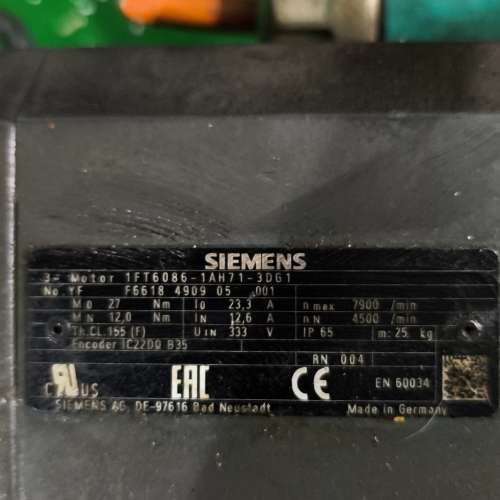 SIEMENS
3~ Motor 1FT6086-1AH71-3DG1
No YF F6618 4909 05 001
M0 27 Nm I0 23,3 A n max 7900 /min
MN 12,0 Nm IN 12,6 A nN 4500 /min
Th.CL 155 (F) UIN 333 V IP 65 m: 25 kg
Encoder IC22DQ B35
RN 004
c UL US EAC CE EN 60034
SIEMENS AG, DE-97616 Bad Neustadt Made in Germany